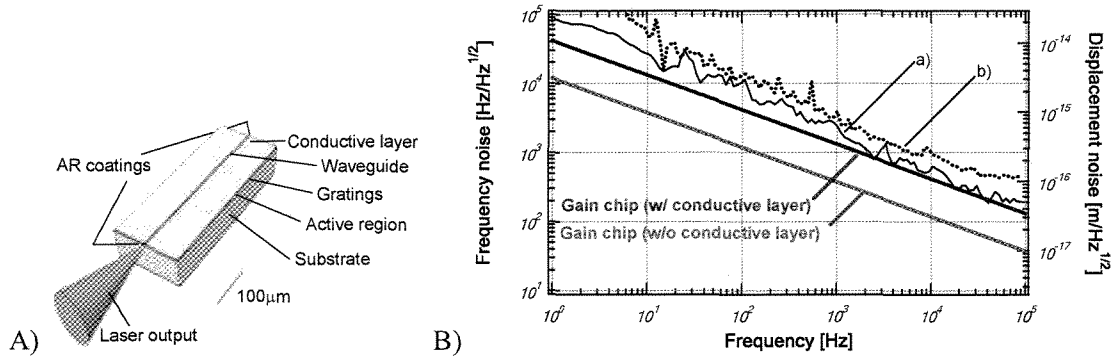 A)
AR coatings
Conductive layer
Waveguide
Gratings
Active region
Substrate
100μm
Laser output
B)
Frequency noise [Hz/Hz^1/2]
10^5
10^4
10^3
10^2
10^1
a)
b)
Gain chip (w/ conductive layer)
Gain chip (w/o conductive layer)
10^-14
10^-15
10^-16
10^-17
Displacement noise [m/Hz^1/2]
10^0
10^1
10^2
10^3
10^4
10^5
Frequency [Hz]